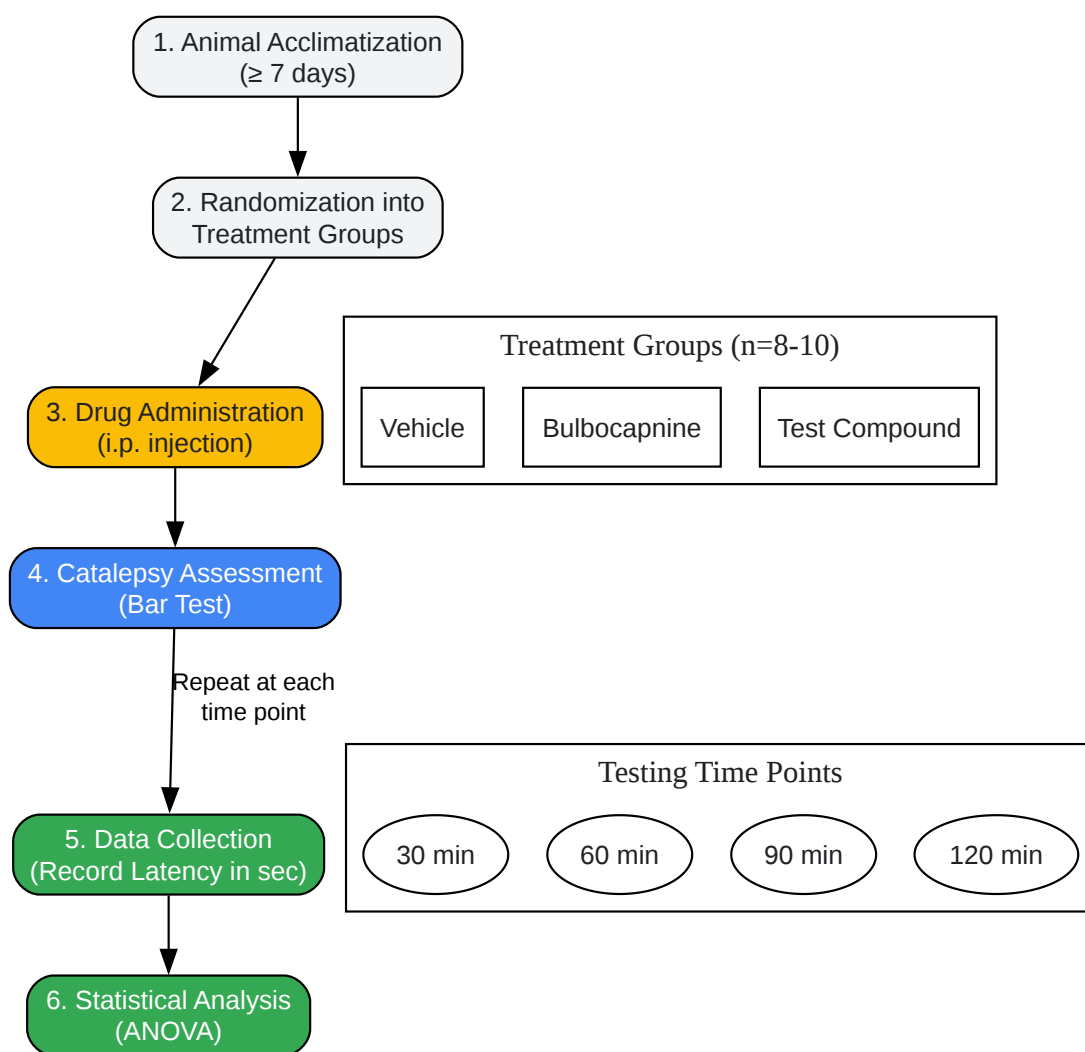 1. Animal Acclimatization
(≥ 7 days)
2. Randomization into
Treatment Groups
Treatment Groups (n=8-10)
3. Drug Administration
(i.p. injection)
Vehicle
Bulbocapnine
Test Compound
4. Catalepsy Assessment
(Bar Test)
Repeat at each
time point
Testing Time Points
5. Data Collection
(Record Latency in sec)
30 min
60 min
90 min
120 min
6. Statistical Analysis
(ANOVA)